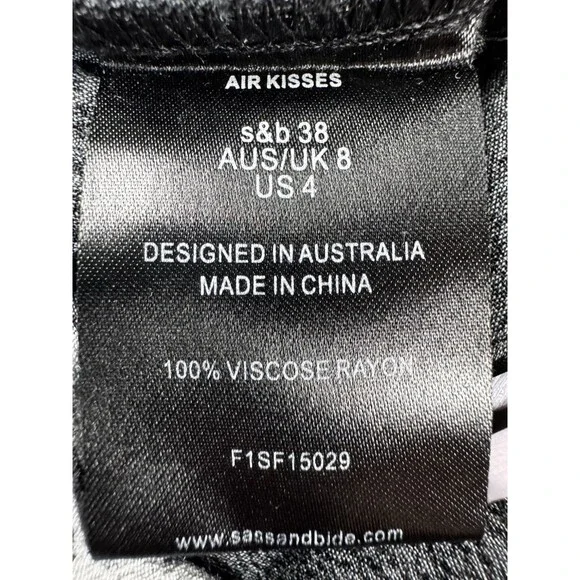 AIR KISSES
s&b 38
AUS/UK 8
US 4
DESIGNED IN AUSTRALIA
MADE IN CHINA
100% VISCOSE RAYON
F1SF15029
www.sassandbide.com